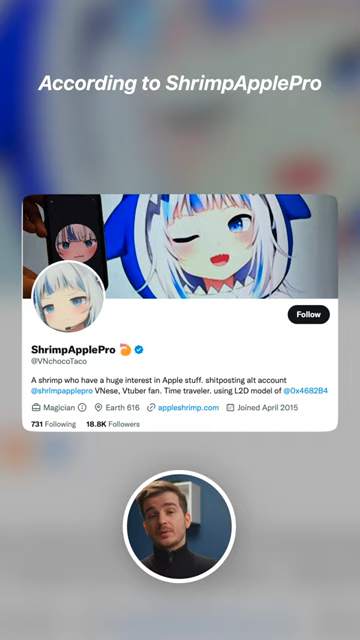 According to ShrimpApplePro
Follow
ShrimpApplePro
@VNchocoTaco
A shrimp who have a huge interest in Apple stuff. shitposting alt account
@shrimpapplepro VNese, Vtuber fan. Time traveler. using L2D model of @0x4682B4
Magician Earth 616 appleshrimp.com Joined April 2015
731 Following 18.8K Followers